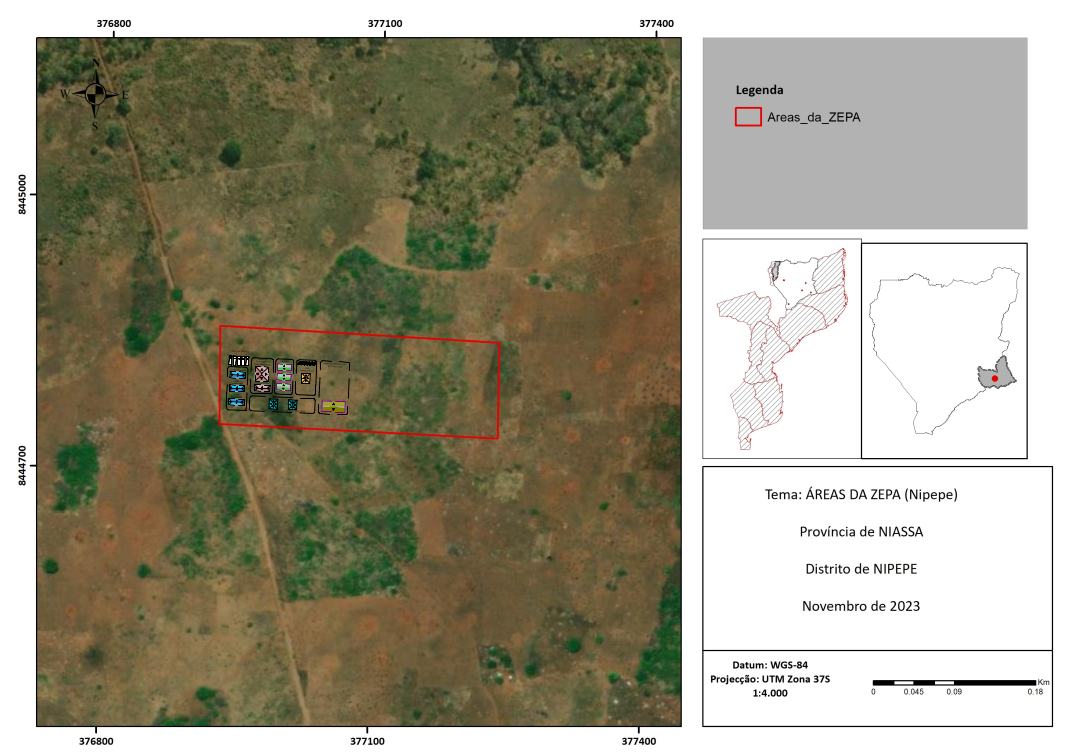 376800
377100
377400
N
W
E
S
8445000
8444700
376800
377100
377400
Legenda
Areas_da_ZEPA
Tema: ÁREAS DA ZEPA (Nipepe)
Província de NIASSA
Distrito de NIPEPE
Novembro de 2023
Datum: WGS-84
Projecção: UTM Zona 37S
1:4.000
Km
0 0.045 0.09 0.18